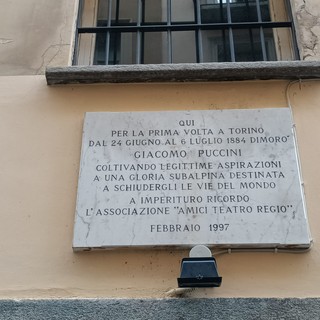 QUI
PER LA PRIMA VOLTA A TORINO
DAL 24 GIUGNO AL 6 LUGLIO 1884 DIMORO'
GIACOMO PUCCINI
COLTIVANDO LEGITTIME ASPIRAZIONI
A UNA GLORIA SUBALPINA DESTINATA
A SCHIUDERGLI LE VIE DEL MONDO
A IMPERITURO RICORDO
L'ASSOCIAZIONE "AMICI TEATRO REGIO"
FEBBRAIO 1997